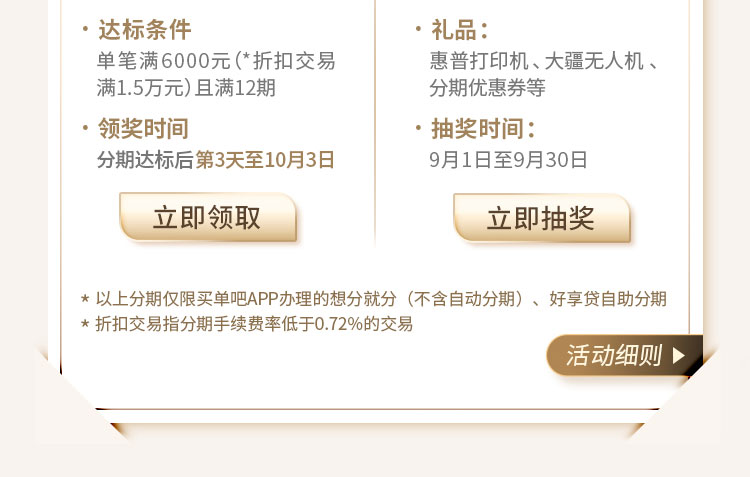 · 达标条件
单笔满6000元(*折扣交易
满1.5万元)且满12期
· 领奖时间
分期达标后第3天至10月3日
立即领取
· 礼品：
惠普打印机、大疆无人机、
分期优惠券等
· 抽奖时间：
9月1日至9月30日
立即抽奖
* 以上分期仅限买单吧APP办理的想分就分（不含自动分期）、好享贷自助分期
* 折扣交易指分期手续费率低于0.72%的交易
活动细则